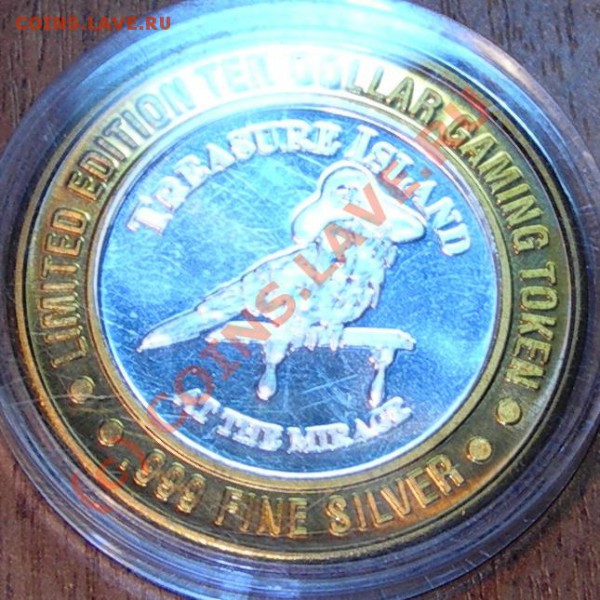 COINS.LAVE.RU
LIMITED EDITION TEN DOLLAR GAMING TOKEN
TREASURE ISLAND
AT THE MIRAGE
.999 FINE SILVER
(C) COINS.LAVE.RU